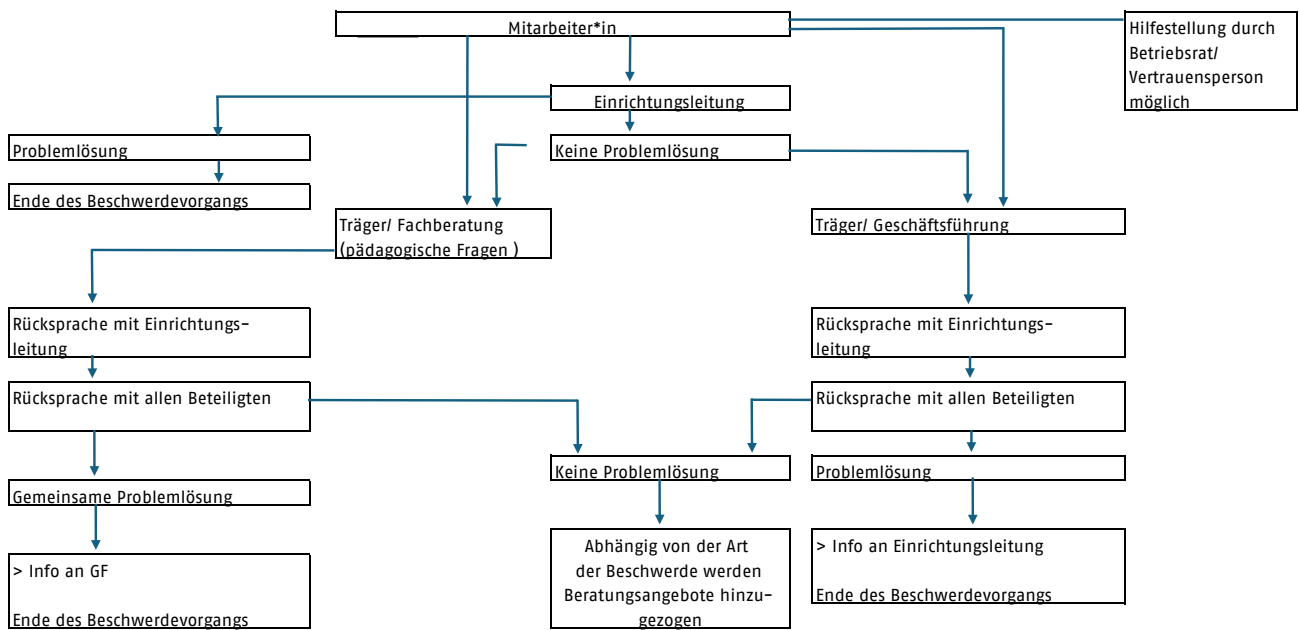 Mitarbeiter*in
Hilfestellung durch
Betriebsrat/
Vertrauensperson
möglich
Einrichtungsleitung
Problemlösung
Keine Problemlösung
Ende des Beschwerdevorgangs
Träger/ Fachberatung
(pädagogische Fragen )
Träger/ Geschäftsführung
Rücksprache mit Einrichtungs-
leitung
Rücksprache mit Einrichtungs-
leitung
Rücksprache mit allen Beteiligten
Rücksprache mit allen Beteiligten
Keine Problemlösung
Problemlösung
Gemeinsame Problemlösung
> Info an GF
Ende des Beschwerdevorgangs
Abhängig von der Art
der Beschwerde werden
Beratungsangebote hinzu-
gezogen
> Info an Einrichtungsleitung
Ende des Beschwerdevorgangs